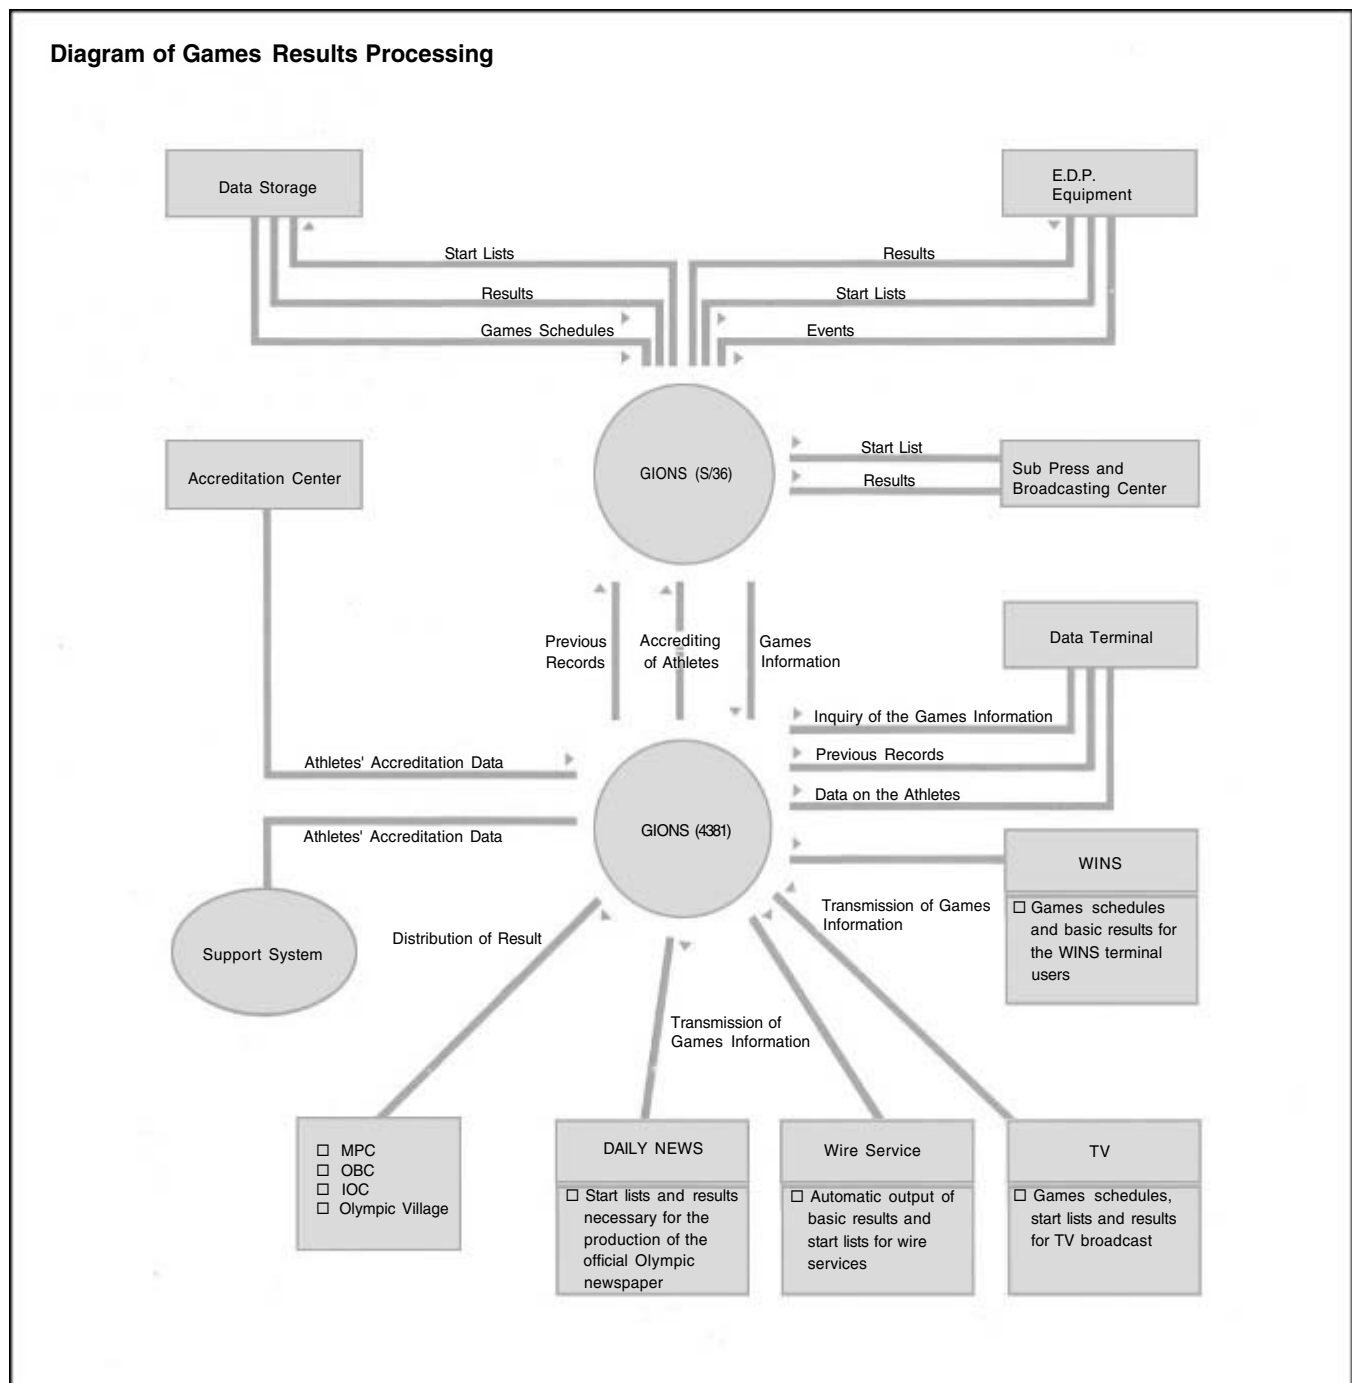 Diagram of Games Results Processing
Data Storage
E.D.P.
Equipment
Start Lists
Results
Results
Start Lists
Games Schedules
Events
Accreditation Center
GIONS (S/36)
Start List
Results
Sub Press and
Broadcasting Center
Previous
Records
Accrediting
of Athletes
Games
Information
Data Terminal
Inquiry of the Games Information
Previous Records
Data on the Athletes
Athletes' Accreditation Data
Athletes' Accreditation Data
GIONS (4381)
WINS
☐ Games schedules
and basic results for
the WINS terminal
users
Transmission of Games
Information
Distribution of Result
Support System
Transmission of
Games Information
☐ MPC
☐ OBC
☐ IOC
☐ Olympic Village
DAILY NEWS
☐ Start lists and results
necessary for the
production of the
official Olympic
newspaper
Wire Service
☐ Automatic output of
basic results and
start lists for wire
services
TV
☐ Games schedules,
start lists and results
for TV broadcast